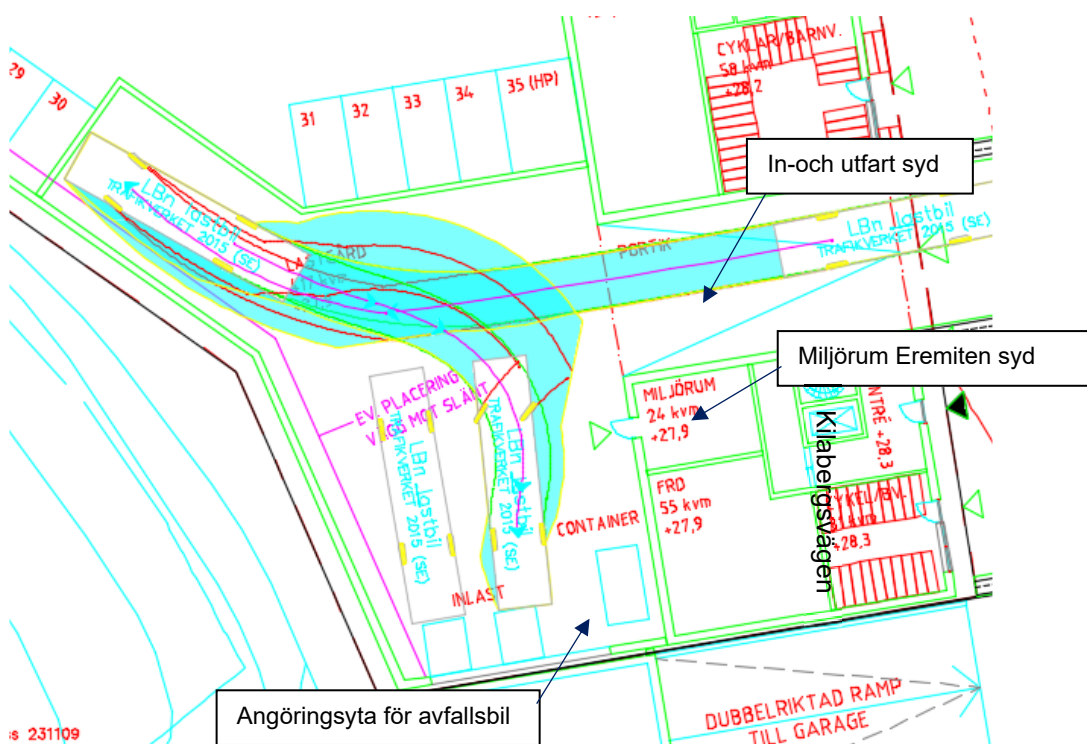 29
30
31
32
33
34
35 (HP)
CYKLAR/BARNV.
58 kvm
+28,2
In-och utfart syd
LBn lastbil
TRAFIKVERKET 2015 (SE)
LASTGÅRD
PORTIK
LBn lastbil
TRAFIKVERKET 2015 (SE)
Miljörum Eremiten syd
MILJÖRUM
24 kvm
+27,9
EV. PLACERING
VÄGG MOT SLÄNT
LBn lastbil
TRAFIKVERKET 2015 (SE)
LBn lastbil
TRAFIKVERKET 2015 (SE)
ENTRÉ +28,3
Kilabergsvägen
FRD
55 kvm
+27,9
CYKEL/BV.
+28,3
CONTAINER
INLAST
Angöringsyta för avfallsbil
DUBBELRIKTAD RAMP
TILL GARAGE
ss 231109